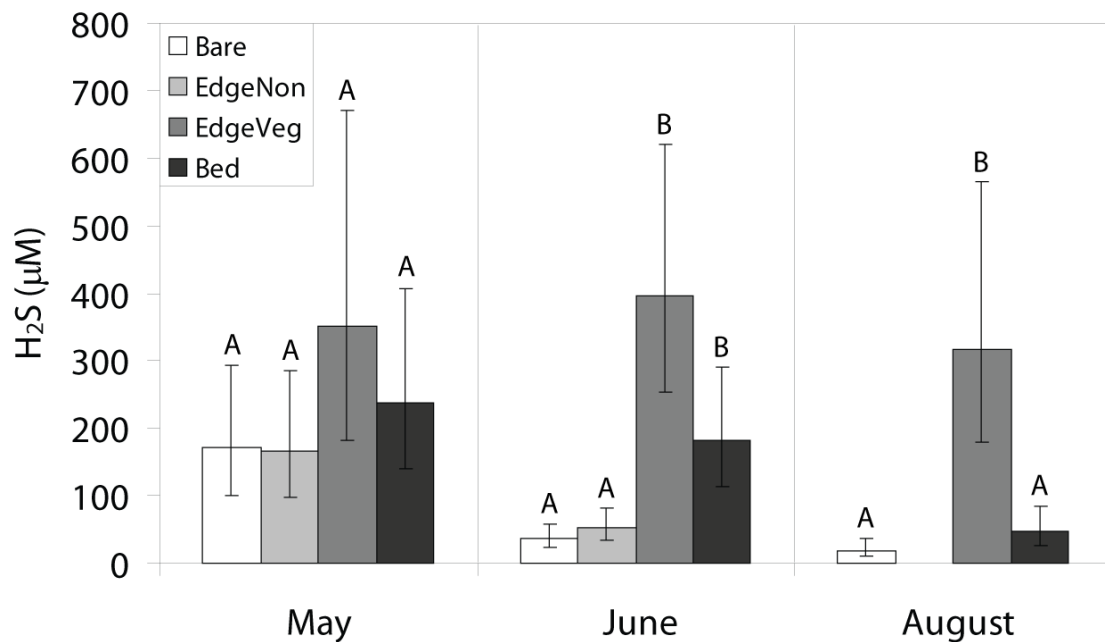 800
700
600
500
400
300
200
100
0
H₂S (μM)
Bare
EdgeNon
EdgeVeg
Bed
A
A
A
A
A
A
B
B
A
B
A
May
June
August